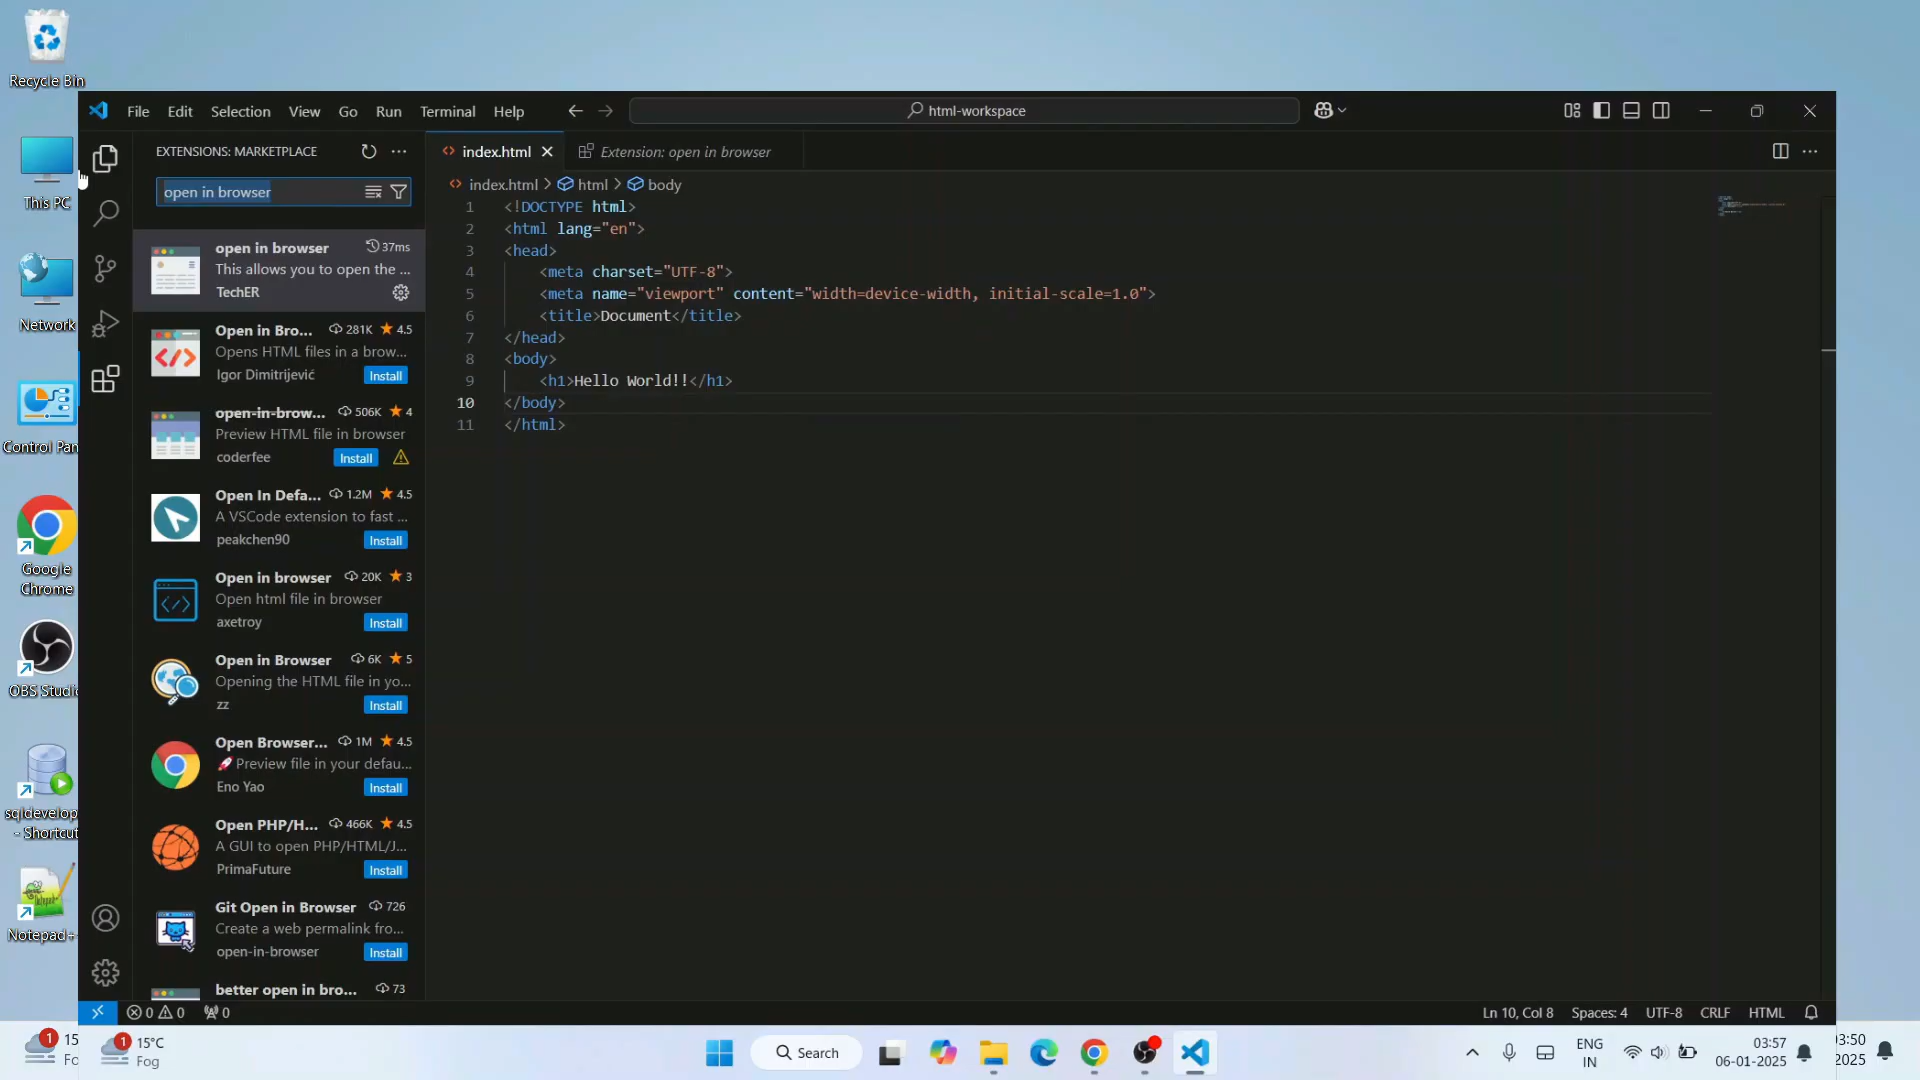 Recycle Bin
This PC
Network
Control Pan
Google
Chrome
OBS Studi
sqldevelop
- Shortcut
Notepad+
File Edit Selection View Go Run Terminal Help
html-workspace
EXTENSIONS: MARKETPLACE
open in browser
open in browser 37ms
This allows you to open the ...
TechER
Open in Bro... 281K 4.5
Opens HTML files in a brow...
Igor Dimitrijević Install
open-in-brow... 506K 4
Preview HTML file in browser
coderfee Install
Open In Defa... 1.2M 4.5
A VSCode extension to fast ...
peakchen90 Install
Open in browser 20K 3
Open html file in browser
axetroy Install
Open in Browser 6K 5
Opening the HTML file in yo...
zz Install
Open Browser... 1M 4.5
🚀Preview file in your defau...
Eno Yao Install
Open PHP/H... 466K 4.5
A GUI to open PHP/HTML/J...
PrimaFuture Install
Git Open in Browser 726
Create a web permalink fro...
open-in-browser Install
better open in bro... 73
index.html Extension: open in browser
index.html > html > body
1 <!DOCTYPE html>
2 <html lang="en">
3 <head>
4 <meta charset="UTF-8">
5 <meta name="viewport" content="width=device-width, initial-scale=1.0">
6 <title>Document</title>
7 </head>
8 <body>
9 <h1>Hello World!!</h1>
10 </body>
11 </html>
0 0 0
Ln 10, Col 8 Spaces: 4 UTF-8 CRLF HTML
1 15
Fo
1 15°C
Fog
Search
ENG
IN
03:57
06-01-2025
3:50
2025